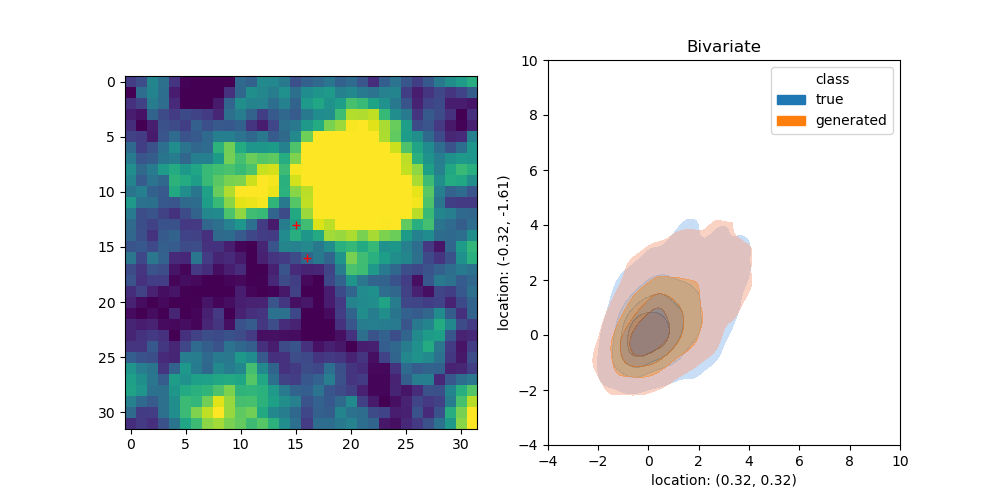 Bivariate
0
5
10
15
20
25
30
0 5 10 15 20 25 30
location: (-0.32, -1.61)
10
8
6
4
2
0
−2
−4
class
true
generated
−4 −2 0 2 4 6 8 10
location: (0.32, 0.32)